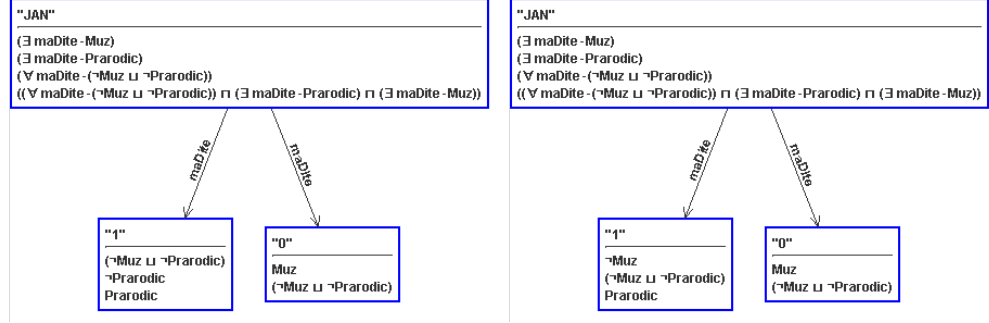 "JAN"
(∃ maDite-Muz)
(∃ maDite-Prarodic)
(∀ maDite-(¬Muz ⊔ ¬Prarodic))
((∀ maDite-(¬Muz ⊔ ¬Prarodic)) ⊓ (∃ maDite-Prarodic) ⊓ (∃ maDite-Muz))
maDite
maDite
"1"
(¬Muz ⊔ ¬Prarodic)
¬Prarodic
Prarodic
"0"
Muz
(¬Muz ⊔ ¬Prarodic)
"JAN"
(∃ maDite-Muz)
(∃ maDite-Prarodic)
(∀ maDite-(¬Muz ⊔ ¬Prarodic))
((∀ maDite-(¬Muz ⊔ ¬Prarodic)) ⊓ (∃ maDite-Prarodic) ⊓ (∃ maDite-Muz))
maDite
maDite
"1"
¬Muz
(¬Muz ⊔ ¬Prarodic)
Prarodic
"0"
Muz
(¬Muz ⊔ ¬Prarodic)